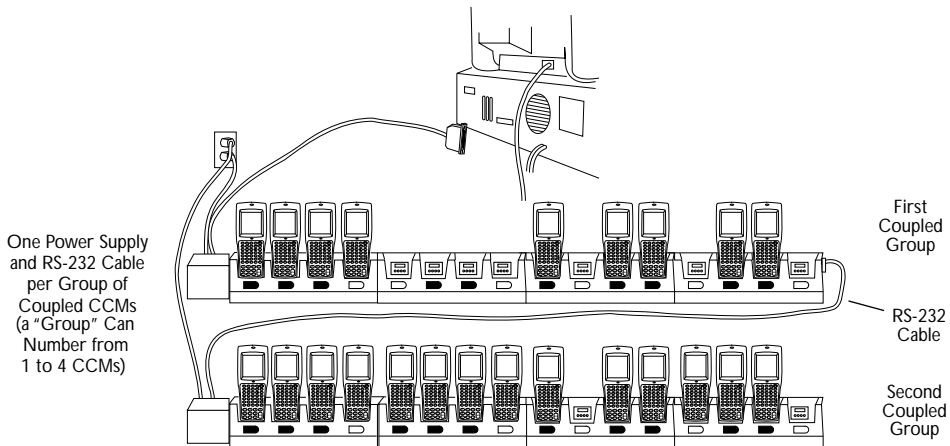 One Power Supply
and RS-232 Cable
per Group of
Coupled CCMs
(a “Group” Can
Number from
1 to 4 CCMs)
First
Coupled
Group
RS-232
Cable
Second
Coupled
Group